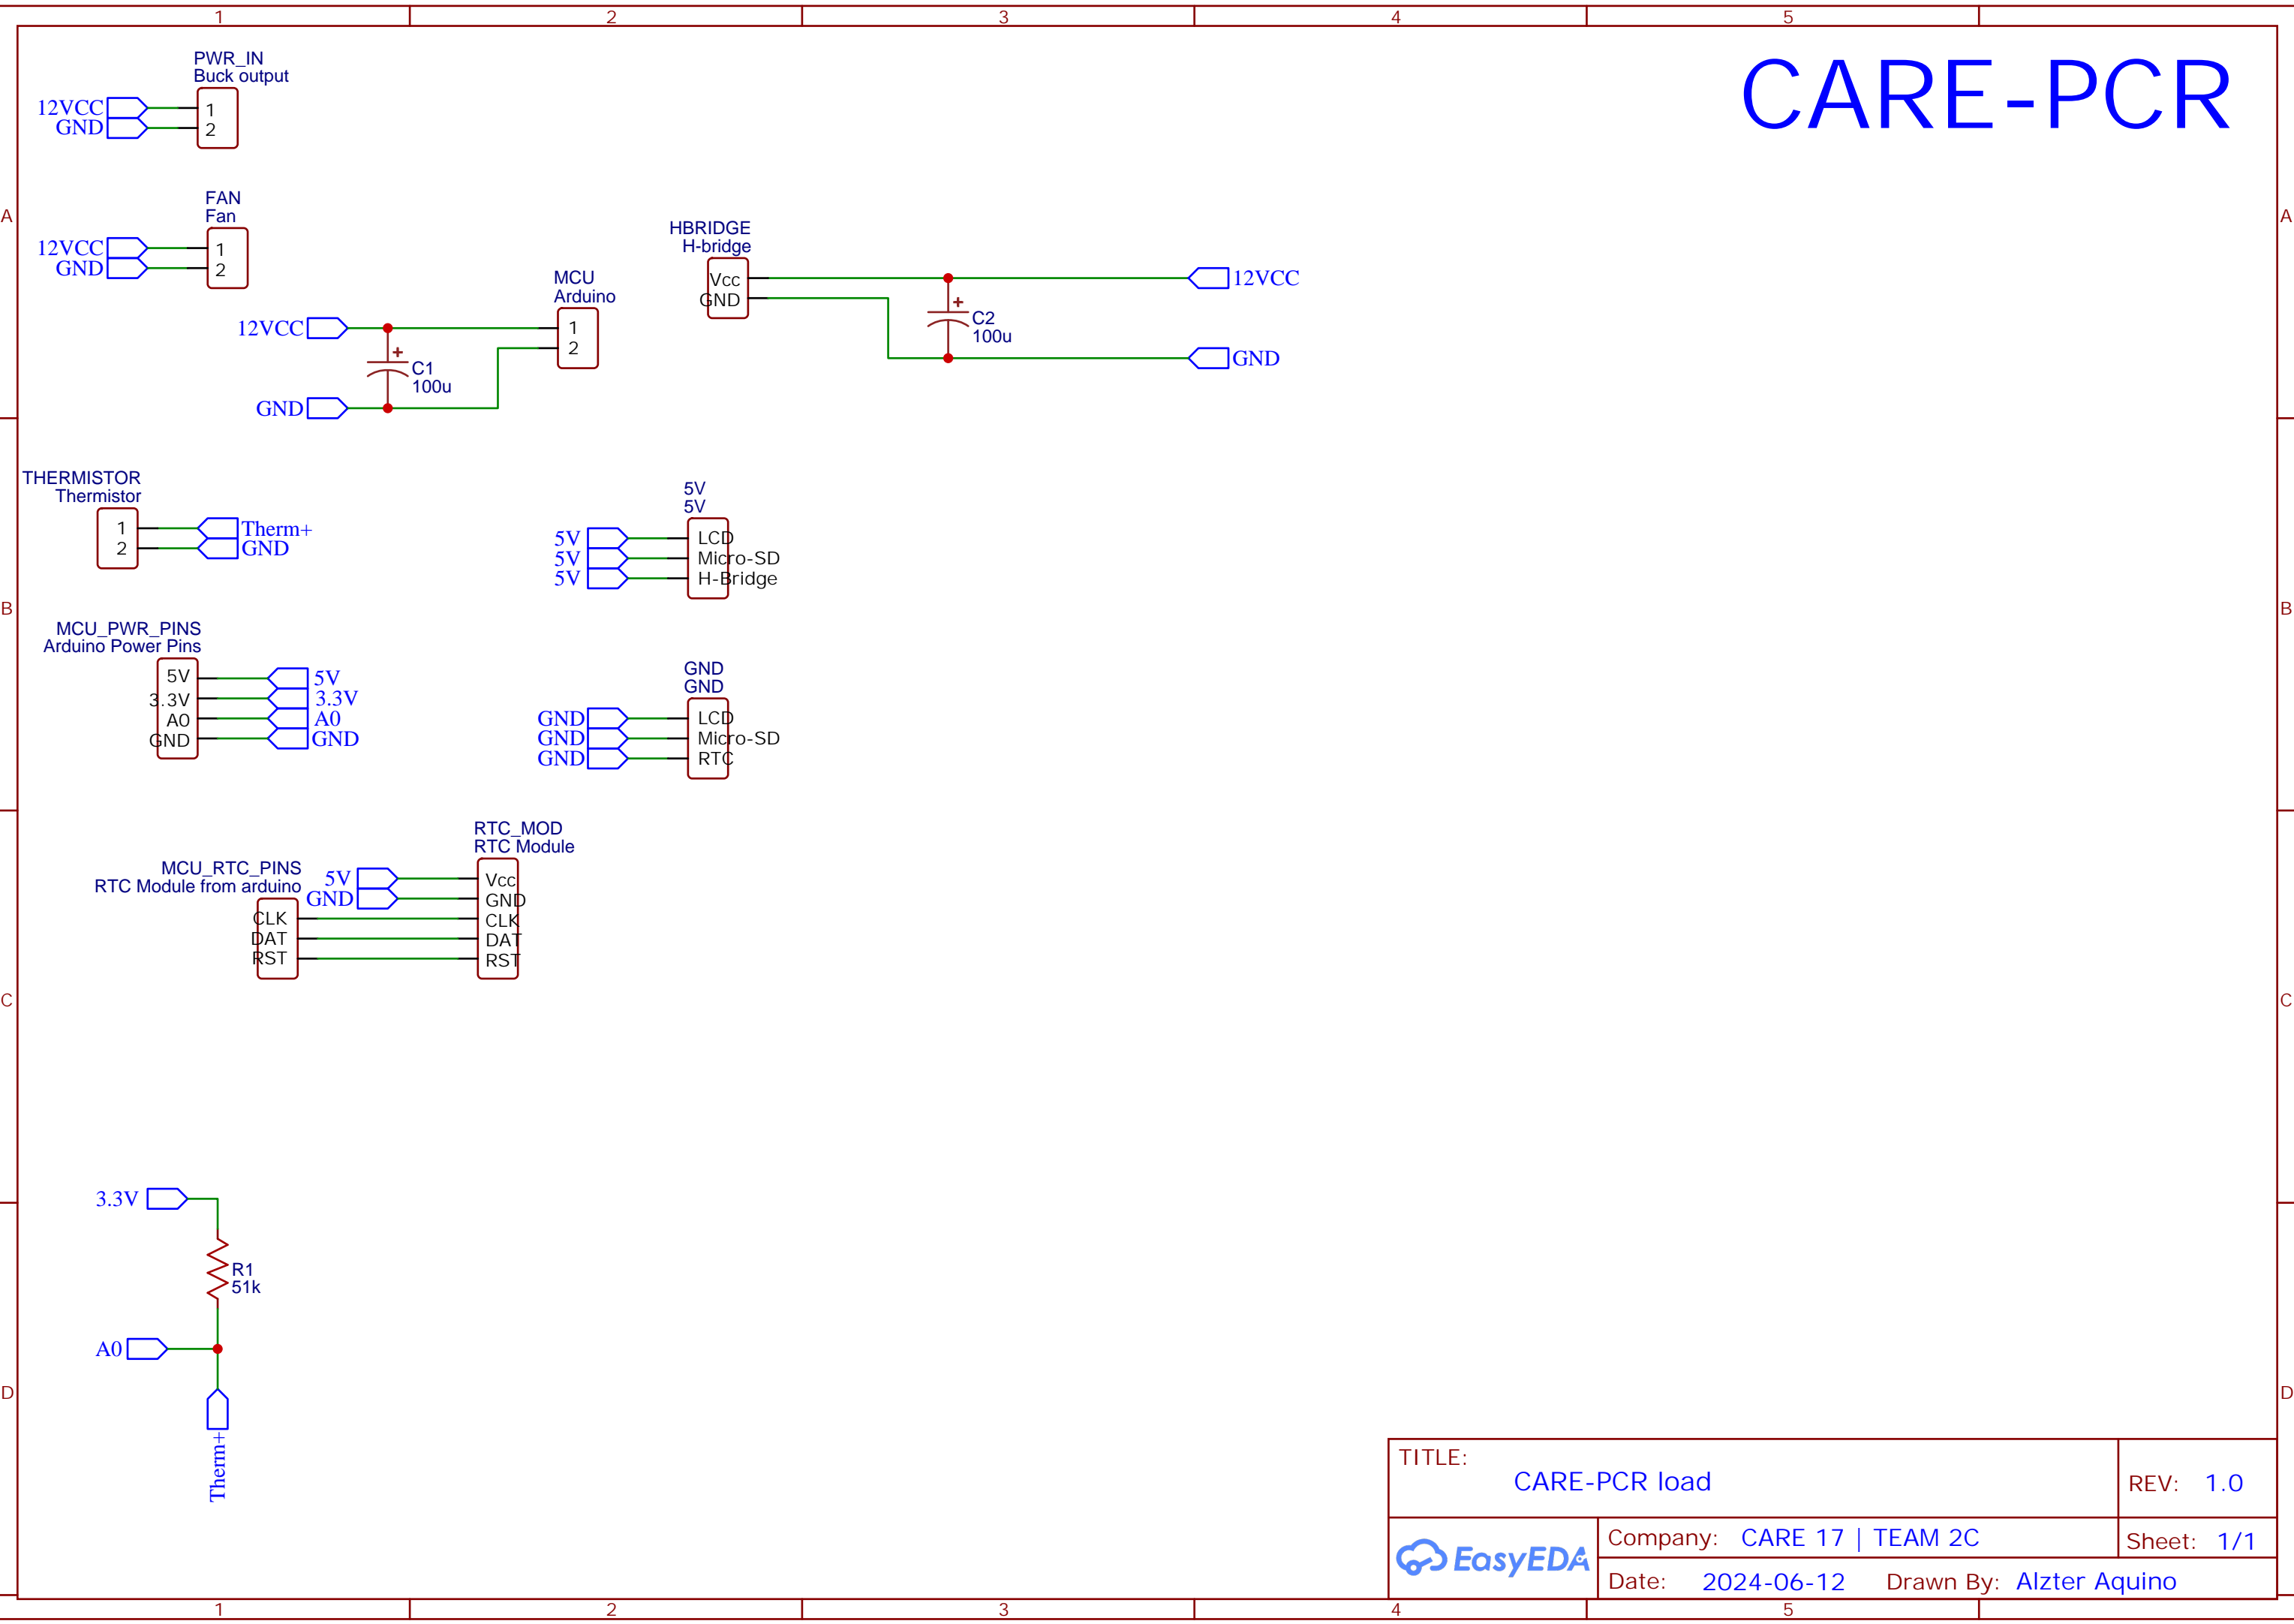 1 2 3 4 5
CARE-PCR
PWR_IN
Buck output
12VCC 1
GND 2
A A
FAN
Fan
12VCC 1
GND 2
MCU
Arduino
12VCC 1
2
+
C1
100u
GND
HBRIDGE
H-bridge
Vcc 12VCC
GND
+
C2
100u
GND
THERMISTOR
Thermistor
1 Therm+
2 GND
5V
5V
5V LCD
5V Micro-SD
5V H-Bridge
B B
MCU_PWR_PINS
Arduino Power Pins
5V 5V
3.3V 3.3V
A0 A0
GND GND
GND
GND
GND LCD
GND Micro-SD
GND RTC
RTC_MOD
RTC Module
MCU_RTC_PINS
RTC Module from arduino
5V Vcc
GND GND
CLK CLK
DAT DAT
RST RST
C C
3.3V
R1
51k
A0
D D
Therm+
TITLE:
CARE-PCR load
REV: 1.0
EasyEDA
Company: CARE 17 | TEAM 2C
Sheet: 1/1
Date: 2024-06-12 Drawn By: Alzter Aquino
1 2 3 4 5